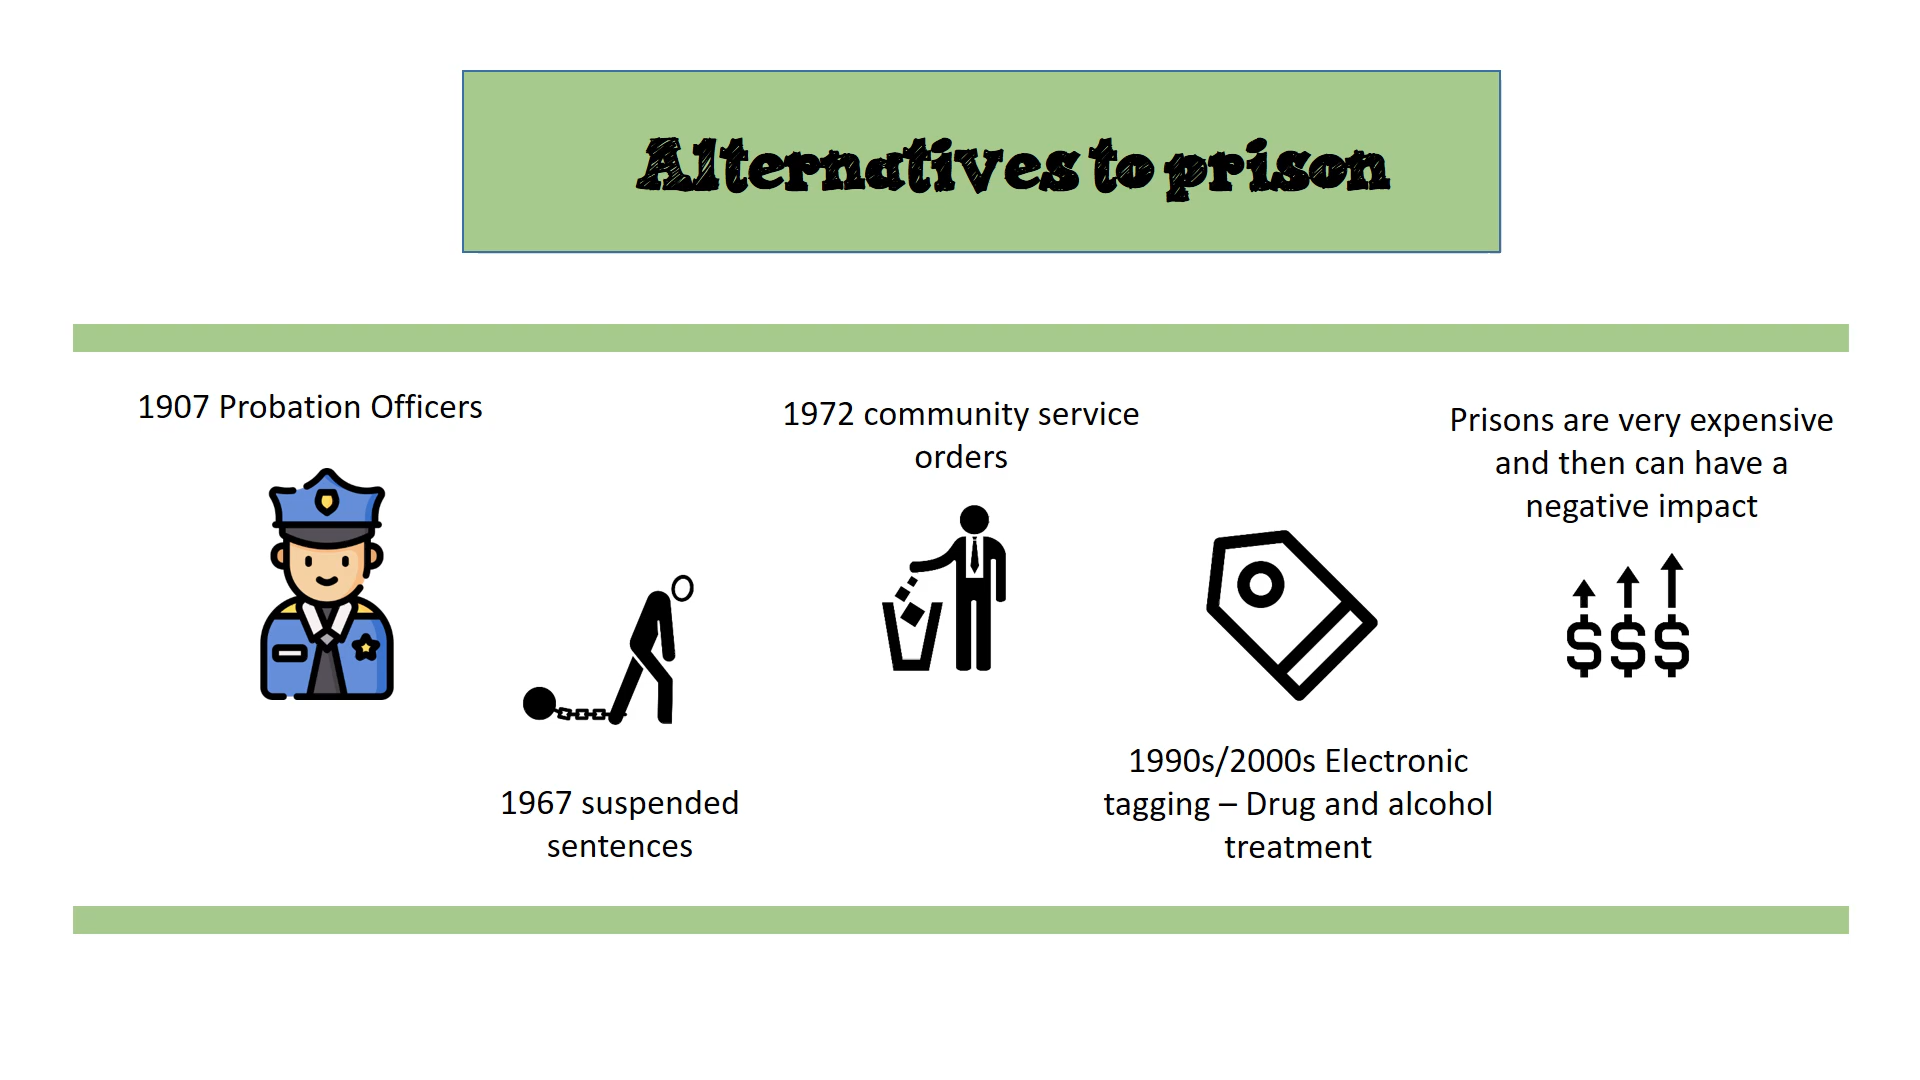 Alternatives to prison
1907 Probation Officers
1967 suspended
sentences
1972 community service
orders
1990s/2000s Electronic
tagging – Drug and alcohol
treatment
Prisons are very expensive
and then can have a
negative impact
$$$